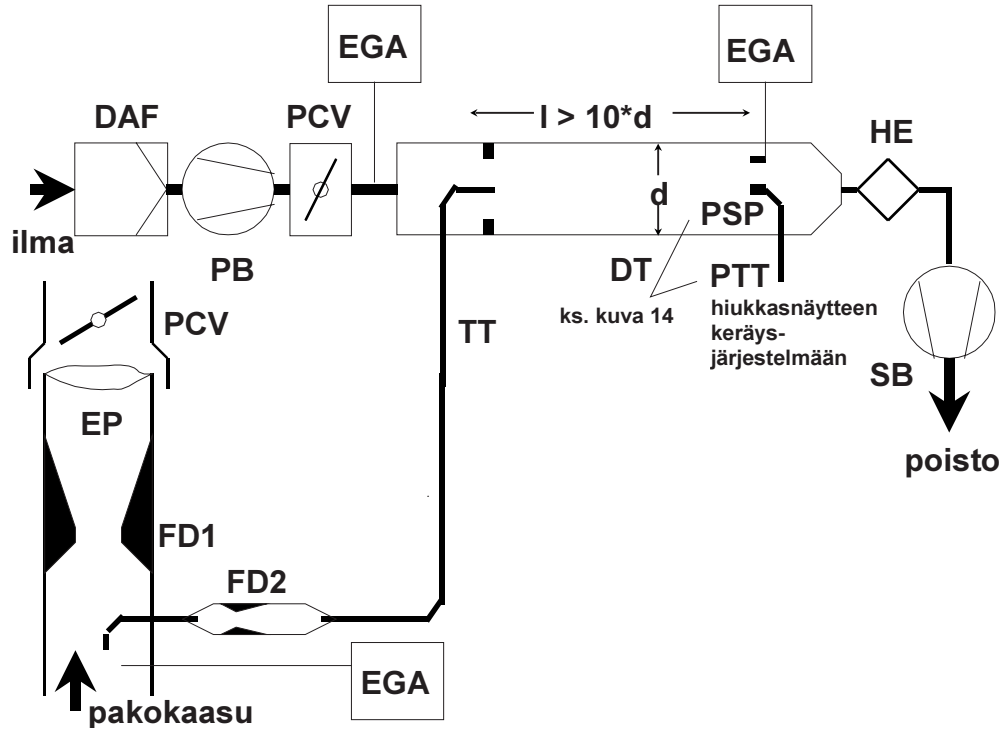 EGA
EGA
DAF
PCV
l > 10*d
HE
d
PSP
ilma
PB
DT
PTT
ks. kuva 14
hiukkasnäytteen
keräys-
järjestelmään
PCV
TT
SB
EP
poisto
FD1
FD2
EGA
pakokaasu